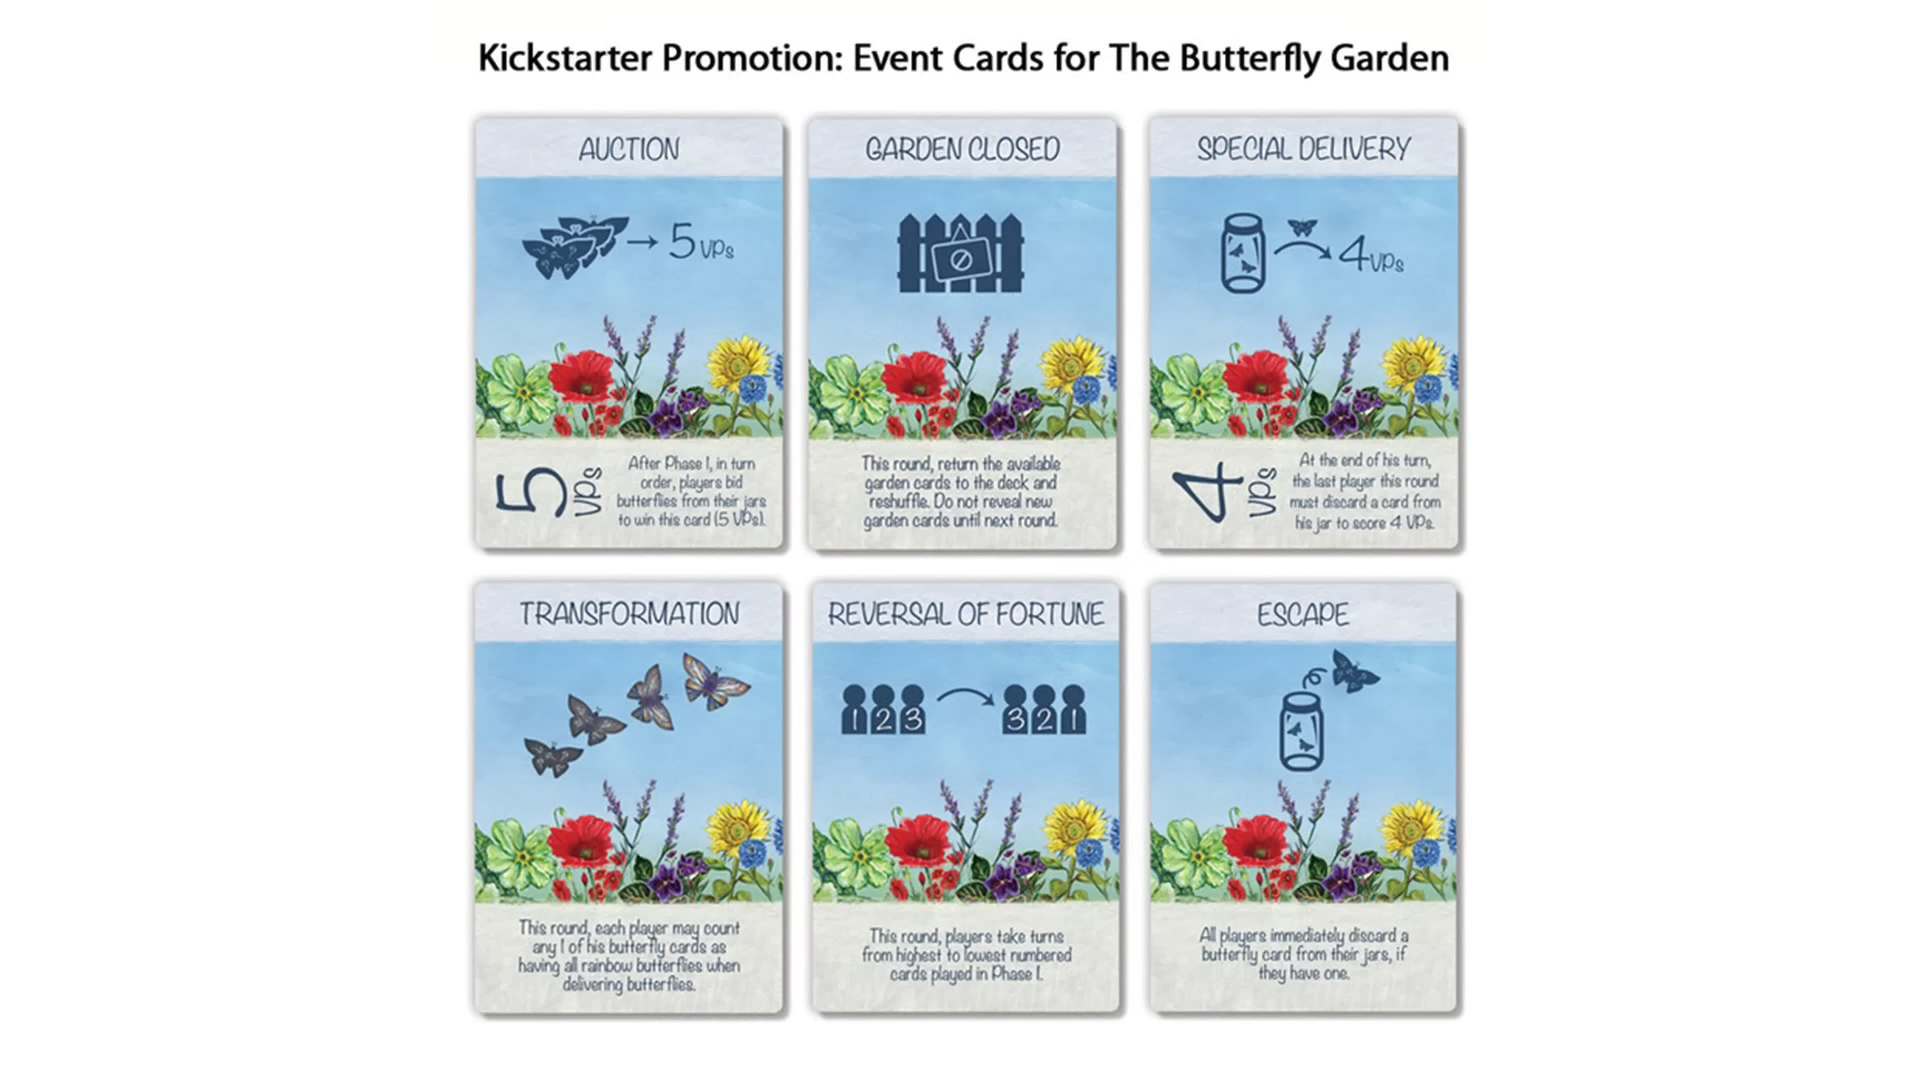 Kickstarter Promotion: Event Cards for The Butterfly Garden
AUCTION
→ 5 VPs
5 VPs
After Phase 1, in turn
order, players bid
butterflies from their jars
to win this card (5 VPs).
GARDEN CLOSED
This round, return the available
garden cards to the deck and
reshuffle. Do not reveal new
garden cards until next round.
SPECIAL DELIVERY
4 VPs
4 VPs
At the end of his turn,
the last player this round
must discard a card from
his jar to score 4 VPs.
TRANSFORMATION
This round, each player may count
any 1 of his butterfly cards as
having all rainbow butterflies when
delivering butterflies.
REVERSAL OF FORTUNE
1 2 3 3 2 1
This round, players take turns
from highest to lowest numbered
cards played in Phase 1.
ESCAPE
All players immediately discard a
butterfly card from their jars, if
they have one.